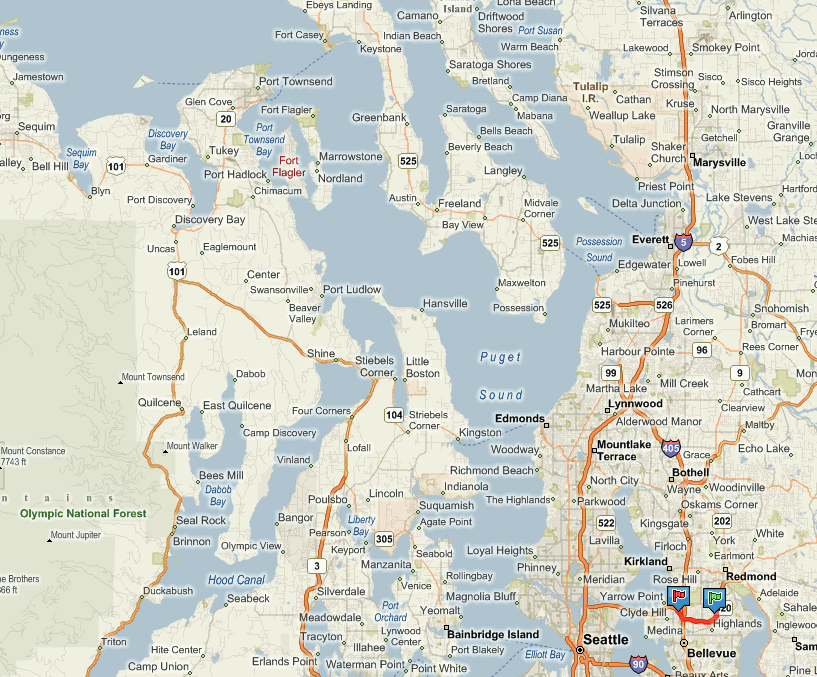 Ebeys Landing
Camano
Island
Lona Beach
Driftwood
Shores
Silvana
Terraces
Arlington
Fort Casey
Indian Beach
Port Susan
Keystone
Warm Beach
Lakewood
Smokey Point
Dungeness
Jamestown
Port Townsend
Saratoga Shores
Bretland
Stimson
Crossing
Sisco
Sisco Heights
Tulalip
I.R.
Cathan
Kruse
Glen Cove
Camp Diana
Mabana
Weallup Lake
North Marysville
20
Fort Flagler
Greenbank
Saratoga
Bells Beach
Getchell
Granville
Grange
Sequim
Discovery
Bay
Port
Townsend
Bay
Tulalip
Shaker
Church
Beverly Beach
Marysville
Sequim
Bay
Tukey
Marrowstone
Fort
Flagler
525
Bell Hill
101
Gardiner
Port Hadlock
Nordland
Langley
Priest Point
Blyn
Chimacum
Austin
Freeland
Midvale
Corner
Delta Junction
Lake Stevens
Port Discovery
Discovery Bay
Bay View
525
Possession
Sound
Everett
5
2
West Lake
Uncas
Eaglemount
Edgewater
Lowell
Fobes Hill
101
Center
Swansonville
Port Ludlow
Maxwelton
Pinehurst
Beaver
Valley
Hansville
Possession
525
526
Snohomish
Mukilteo
Larimers
Corner
Bromart
Leland
Harbour Pointe
96
Rees Corner
Shine
Stiebels
Corner
Little
Boston
Puget
Sound
99
9
Mount Townsend
Dabob
Martha Lake
Mill Creek
Cathcart
Quilcene
East Quilcene
Four Corners
104
Striebels
Corner
Edmonds
Lynnwood
Clearview
Alderwood Manor
Maltby
Camp Discovery
Kingston
Mount Walker
Lofall
Woodway
Mountlake
Terrace
405
Grace
Echo Lake
Mount Constance
7743 ft
Vinland
Richmond Beach
Bothell
Bees Mill
Dabob
Bay
Poulsbo
Lincoln
Indianola
North City
Wayne
Woodinville
The Highlands
Parkwood
Oskams Corner
Olympic National Forest
Suquamish
Bangor
Liberty
Bay
Agate Point
522
Kingsgate
202
Seal Rock
Mount Jupiter
Pearson
305
Lavilla
York
White
Brinnon
Olympic View
Keyport
Seabold
Loyal Heights
Firloch
Earmont
Hood Canal
3
Manzanita
Rollingbay
Phinney
Kirkland
Redmond
Brothers
Venice
Meridian
Rose Hill
Duckabush
Silverdale
Magnolia Bluff
Yarrow Point
Adelaide
Seabeck
Port
Orchard
Yeomalt
Clyde Hill
Meadowdale
Lynwood
Center
Bainbridge Island
Medina
Highlands
Inglewood
Triton
Tracyton
Seattle
Hite Center
Illahee
Port Blakely
Elliott Bay
Bellevue
Camp Union
Erlands Point
Waterman Point
Point White
90
Beaux Arts